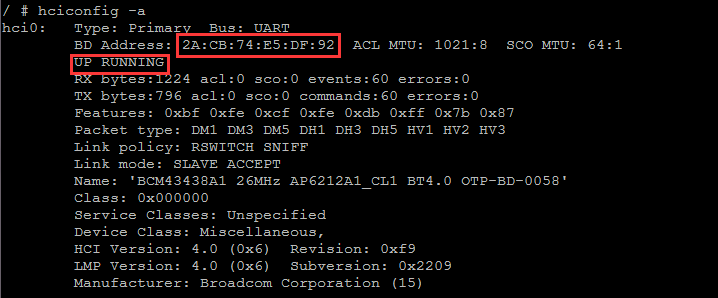 / # hciconfig -a
hci0:   Type: Primary  Bus: UART
        BD Address: 2A:CB:74:E5:DF:92  ACL MTU: 1021:8  SCO MTU: 64:1
        UP RUNNING
        RX bytes:1224 acl:0 sco:0 events:60 errors:0
        TX bytes:796 acl:0 sco:0 commands:60 errors:0
        Features: 0xbf 0xfe 0xcf 0xfe 0xdb 0xff 0x7b 0x87
        Packet type: DM1 DM3 DM5 DH1 DH3 DH5 HV1 HV2 HV3
        Link policy: RSWITCH SNIFF
        Link mode: SLAVE ACCEPT
        Name: 'BCM43438A1 26MHz AP6212A1_CL1 BT4.0 OTP-BD-0058'
        Class: 0x000000
        Service Classes: Unspecified
        Device Class: Miscellaneous,
        HCI Version: 4.0 (0x6)  Revision: 0xf9
        LMP Version: 4.0 (0x6)  Subversion: 0x2209
        Manufacturer: Broadcom Corporation (15)